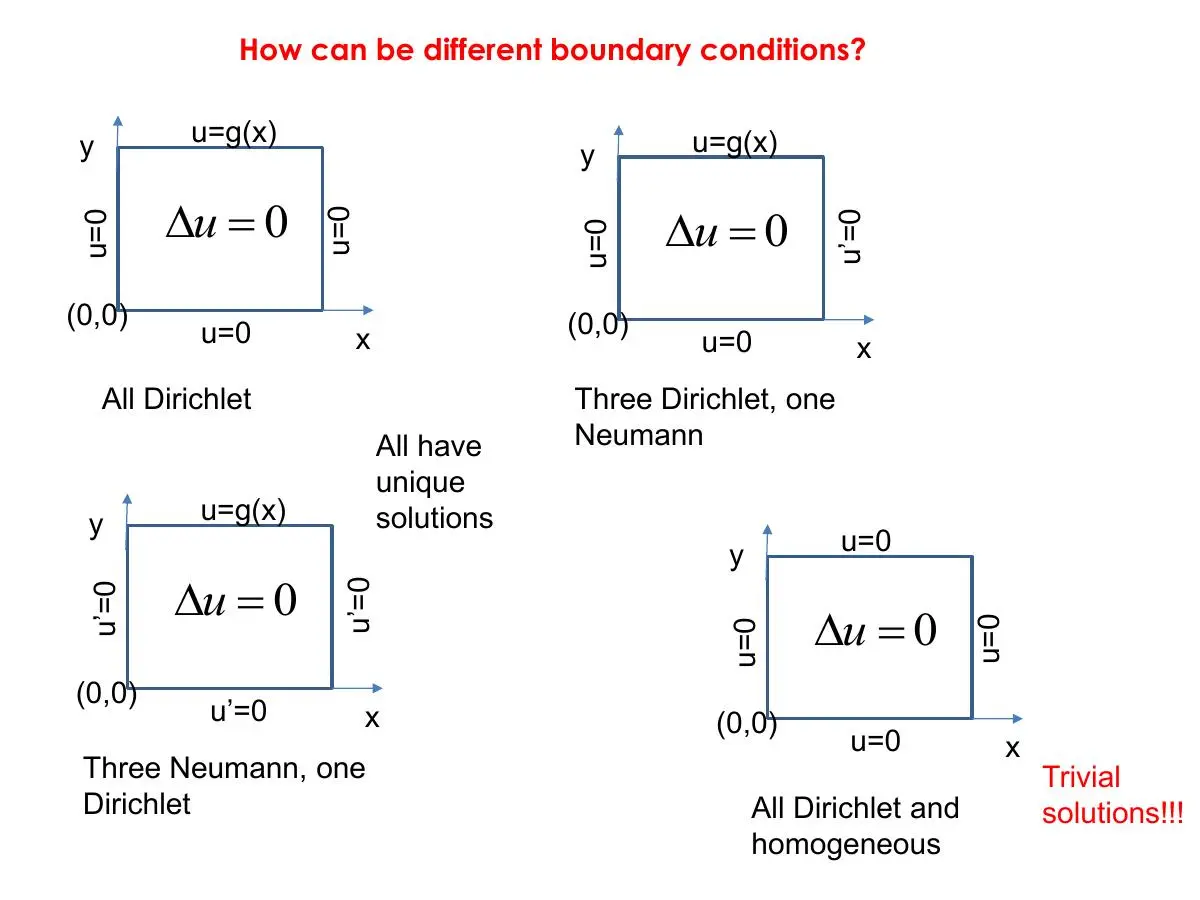 How can be different boundary conditions?
y
u=g(x)
u=0
Δu = 0
u=0
(0,0)
u=0
x
All Dirichlet
y
u=g(x)
u=0
Δu = 0
u'=0
(0,0)
u=0
x
Three Dirichlet, one
Neumann
All have
unique
solutions
y
u=g(x)
u’=0
Δu = 0
u’=0
(0,0)
u’=0
x
Three Neumann, one
Dirichlet
y
u=0
u=0
Δu = 0
u=0
(0,0)
u=0
x
All Dirichlet and
homogeneous
Trivial
solutions!!!